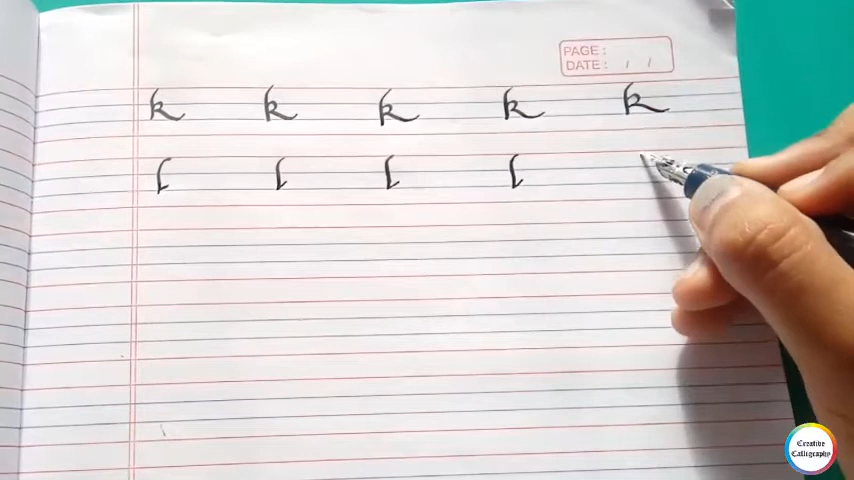 PAGE :
DATE : / /
k k k k k
l l l l
Creative
Calligraphy